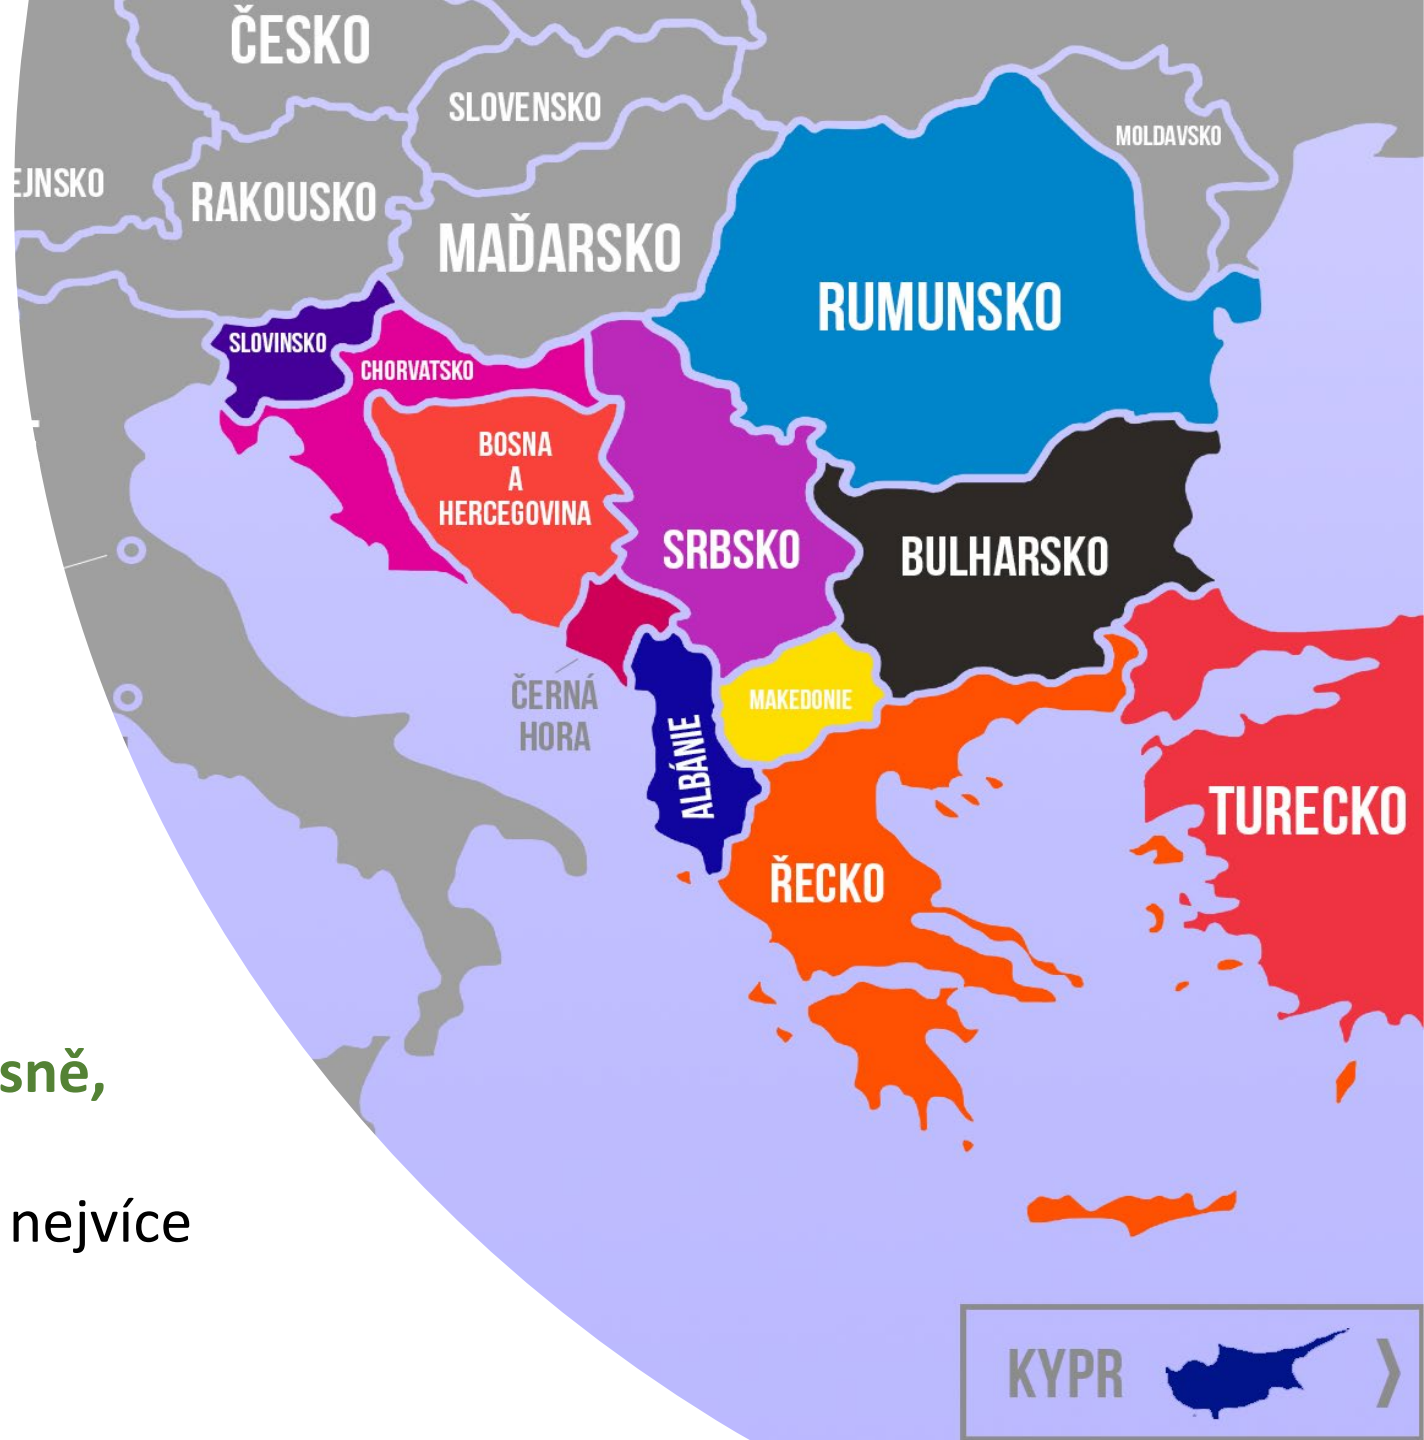 ČESKO
SLOVENSKO
MOLDAVSKO
EJNSKO
RAKOUSKO
MAĎARSKO
RUMUNSKO
SLOVINSKO
CHORVATSKO
BOSNA
A
HERCEGOVINA
SRBSKO
BULHARSKO
ČERNÁ
HORA
MAKEDONIE
ALBÁNIE
TURECKO
ŘECKO
sně,
nejvíce
KYPR